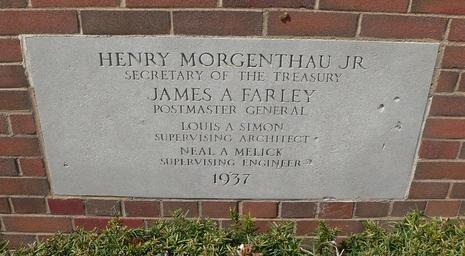 HENRY MORGENTHAU JR
SECRETARY OF THE TREASURY
JAMES A FARLEY
POSTMASTER GENERAL
LOUIS A SIMON
SUPERVISING ARCHITECT
NEAL A MELICK
SUPERVISING ENGINEER
1937